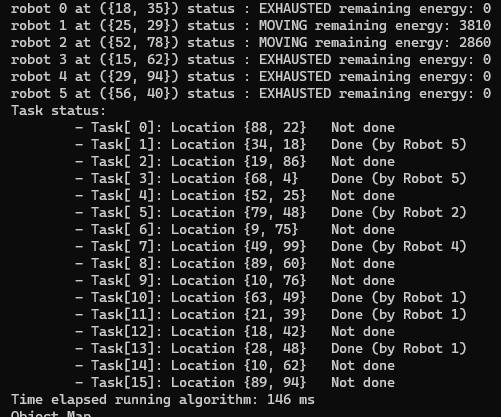 robot 0 at ({18, 35}) status : EXHAUSTED remaining energy: 0
robot 1 at ({25, 29}) status : MOVING remaining energy: 3810
robot 2 at ({52, 78}) status : MOVING remaining energy: 2860
robot 3 at ({15, 62}) status : EXHAUSTED remaining energy: 0
robot 4 at ({29, 94}) status : EXHAUSTED remaining energy: 0
robot 5 at ({56, 40}) status : EXHAUSTED remaining energy: 0
Task status:
- Task[ 0]: Location {88, 22} Not done
- Task[ 1]: Location {34, 18} Done (by Robot 5)
- Task[ 2]: Location {19, 86} Not done
- Task[ 3]: Location {68, 4} Done (by Robot 5)
- Task[ 4]: Location {52, 25} Not done
- Task[ 5]: Location {79, 48} Done (by Robot 2)
- Task[ 6]: Location {9, 75} Not done
- Task[ 7]: Location {49, 99} Done (by Robot 4)
- Task[ 8]: Location {89, 60} Not done
- Task[ 9]: Location {10, 76} Not done
- Task[10]: Location {63, 49} Done (by Robot 1)
- Task[11]: Location {21, 39} Done (by Robot 1)
- Task[12]: Location {18, 42} Not done
- Task[13]: Location {28, 48} Done (by Robot 1)
- Task[14]: Location {10, 62} Not done
- Task[15]: Location {89, 94} Not done
Time elapsed running algorithm: 146 ms
Object Map